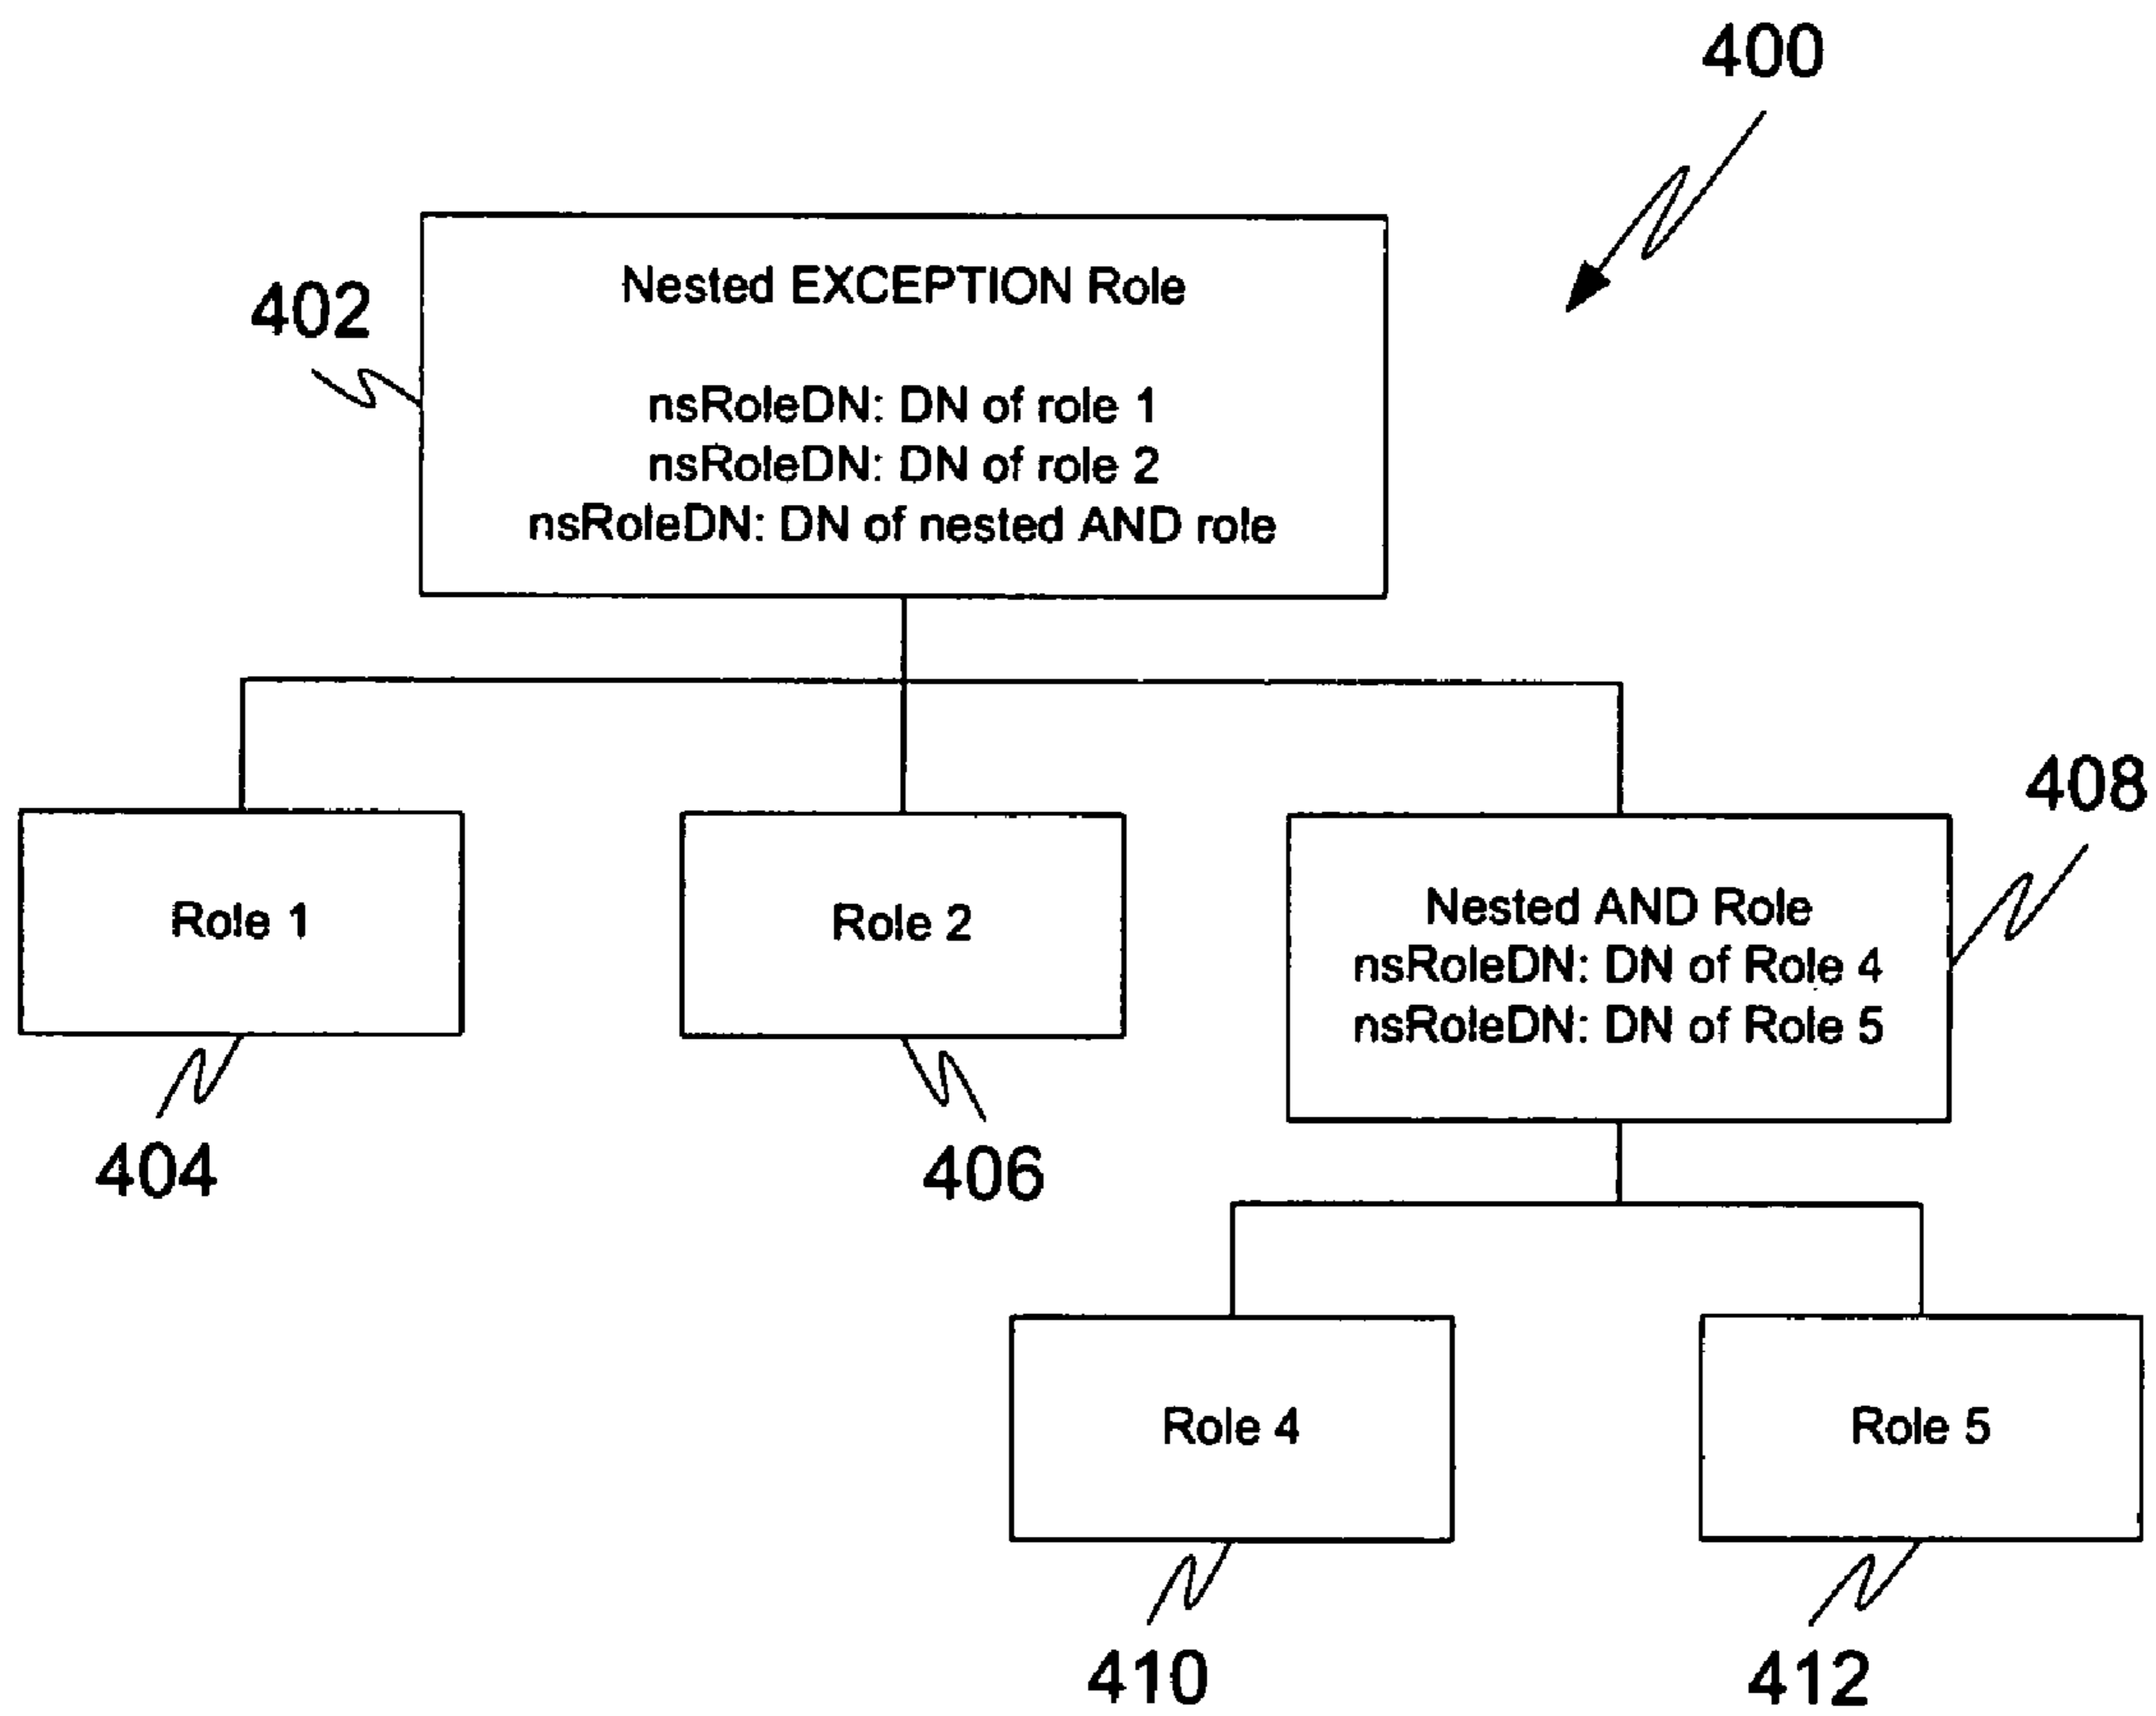 400
402
Nested EXCEPTION Role
nsRoleDN: DN of role 1
nsRoleDN: DN of role 2
nsRoleDN: DN of nested AND role
408
Role 1
Role 2
Nested AND Role
nsRoleDN: DN of Role 4
nsRoleDN: DN of Role 5
404
406
Role 4
Role 5
410
412